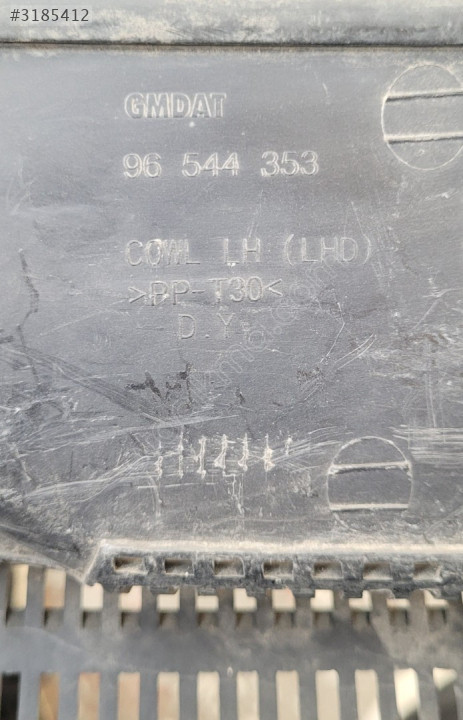 #3185412
GMDAT
96 544 353
COWL LH (LHD)
>PP-T30<
D.Y.